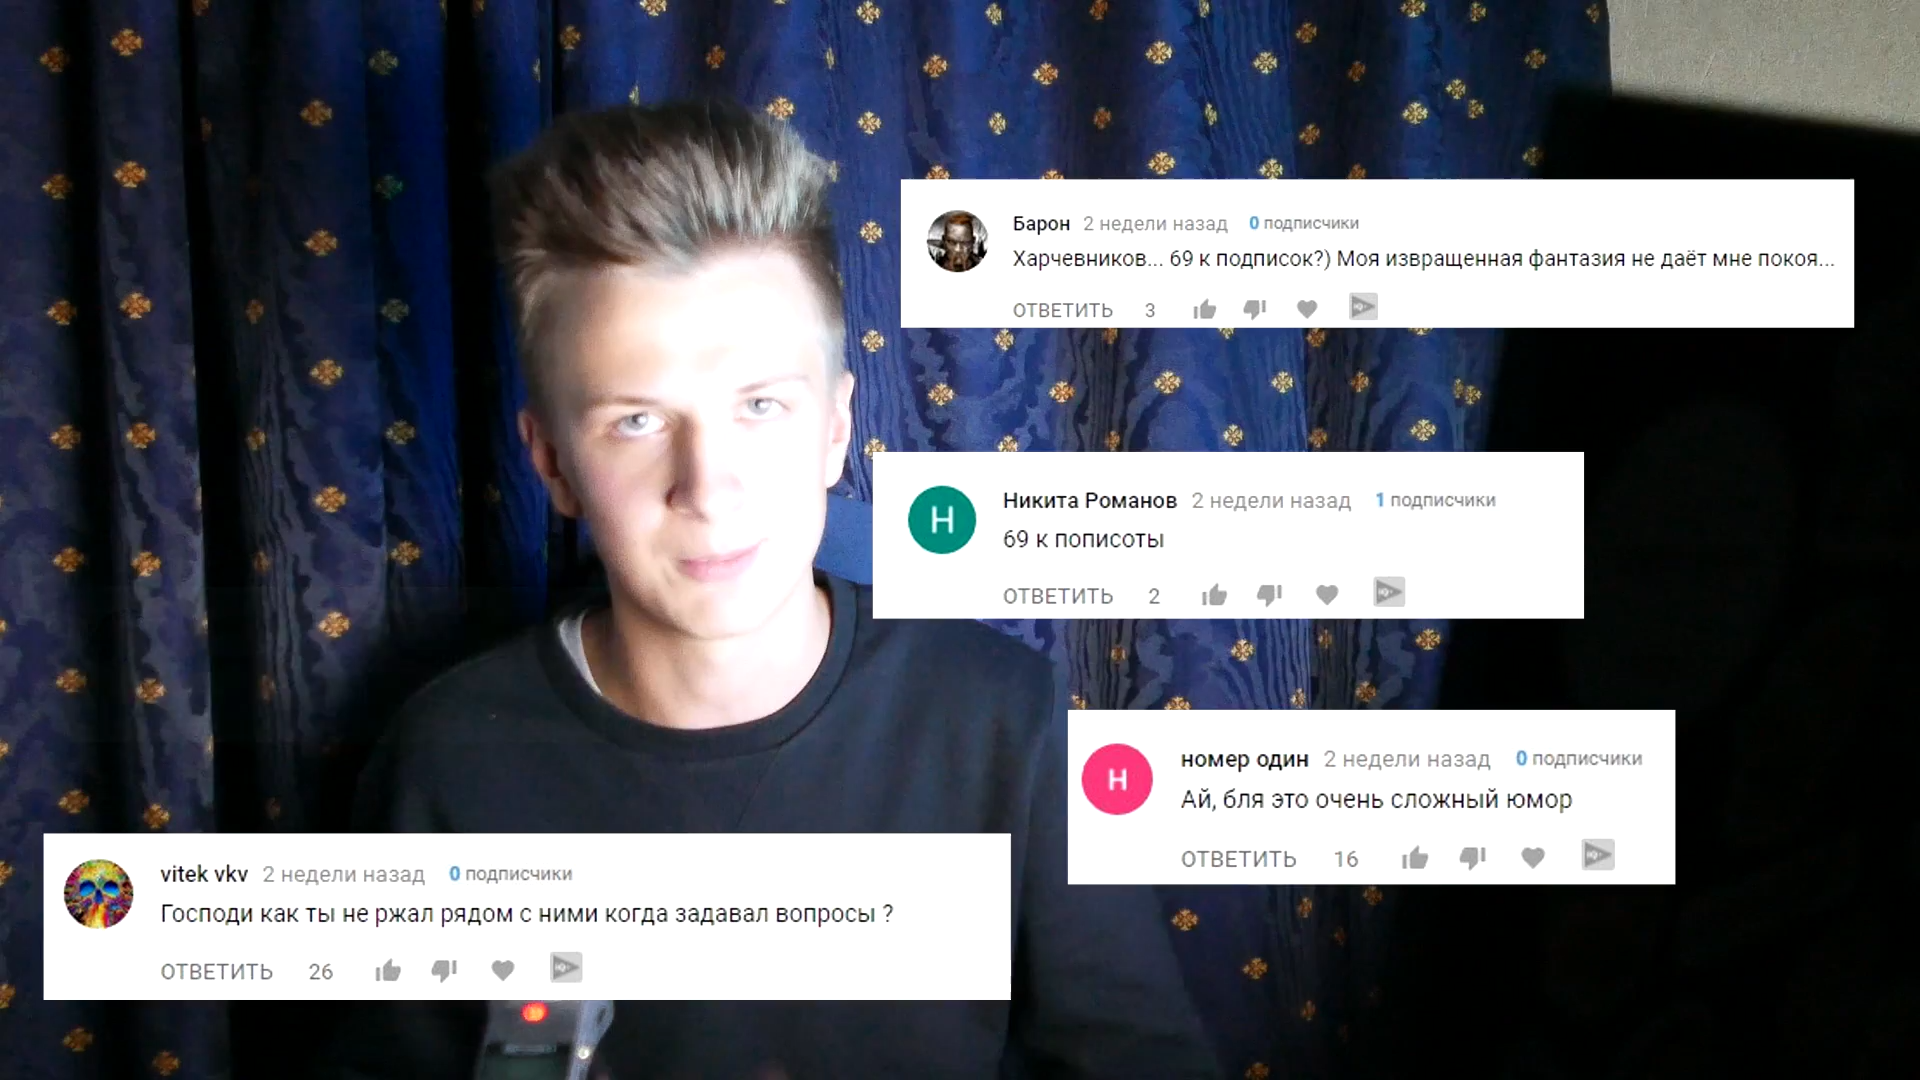 Барон 2 недели назад 0 подписчики
Харчевников... 69 к подписок?) Моя извращенная фантазия не даёт мне покоя...
ОТВЕТИТЬ 3
Н
Никита Романов 2 недели назад 1 подписчики
69 к пописоты
ОТВЕТИТЬ 2
Н
номер один 2 недели назад 0 подписчики
Ай, бля это очень сложный юмор
ОТВЕТИТЬ 16
vitek vkv 2 недели назад 0 подписчики
Господи как ты не ржал рядом с ними когда задавал вопросы ?
ОТВЕТИТЬ 26